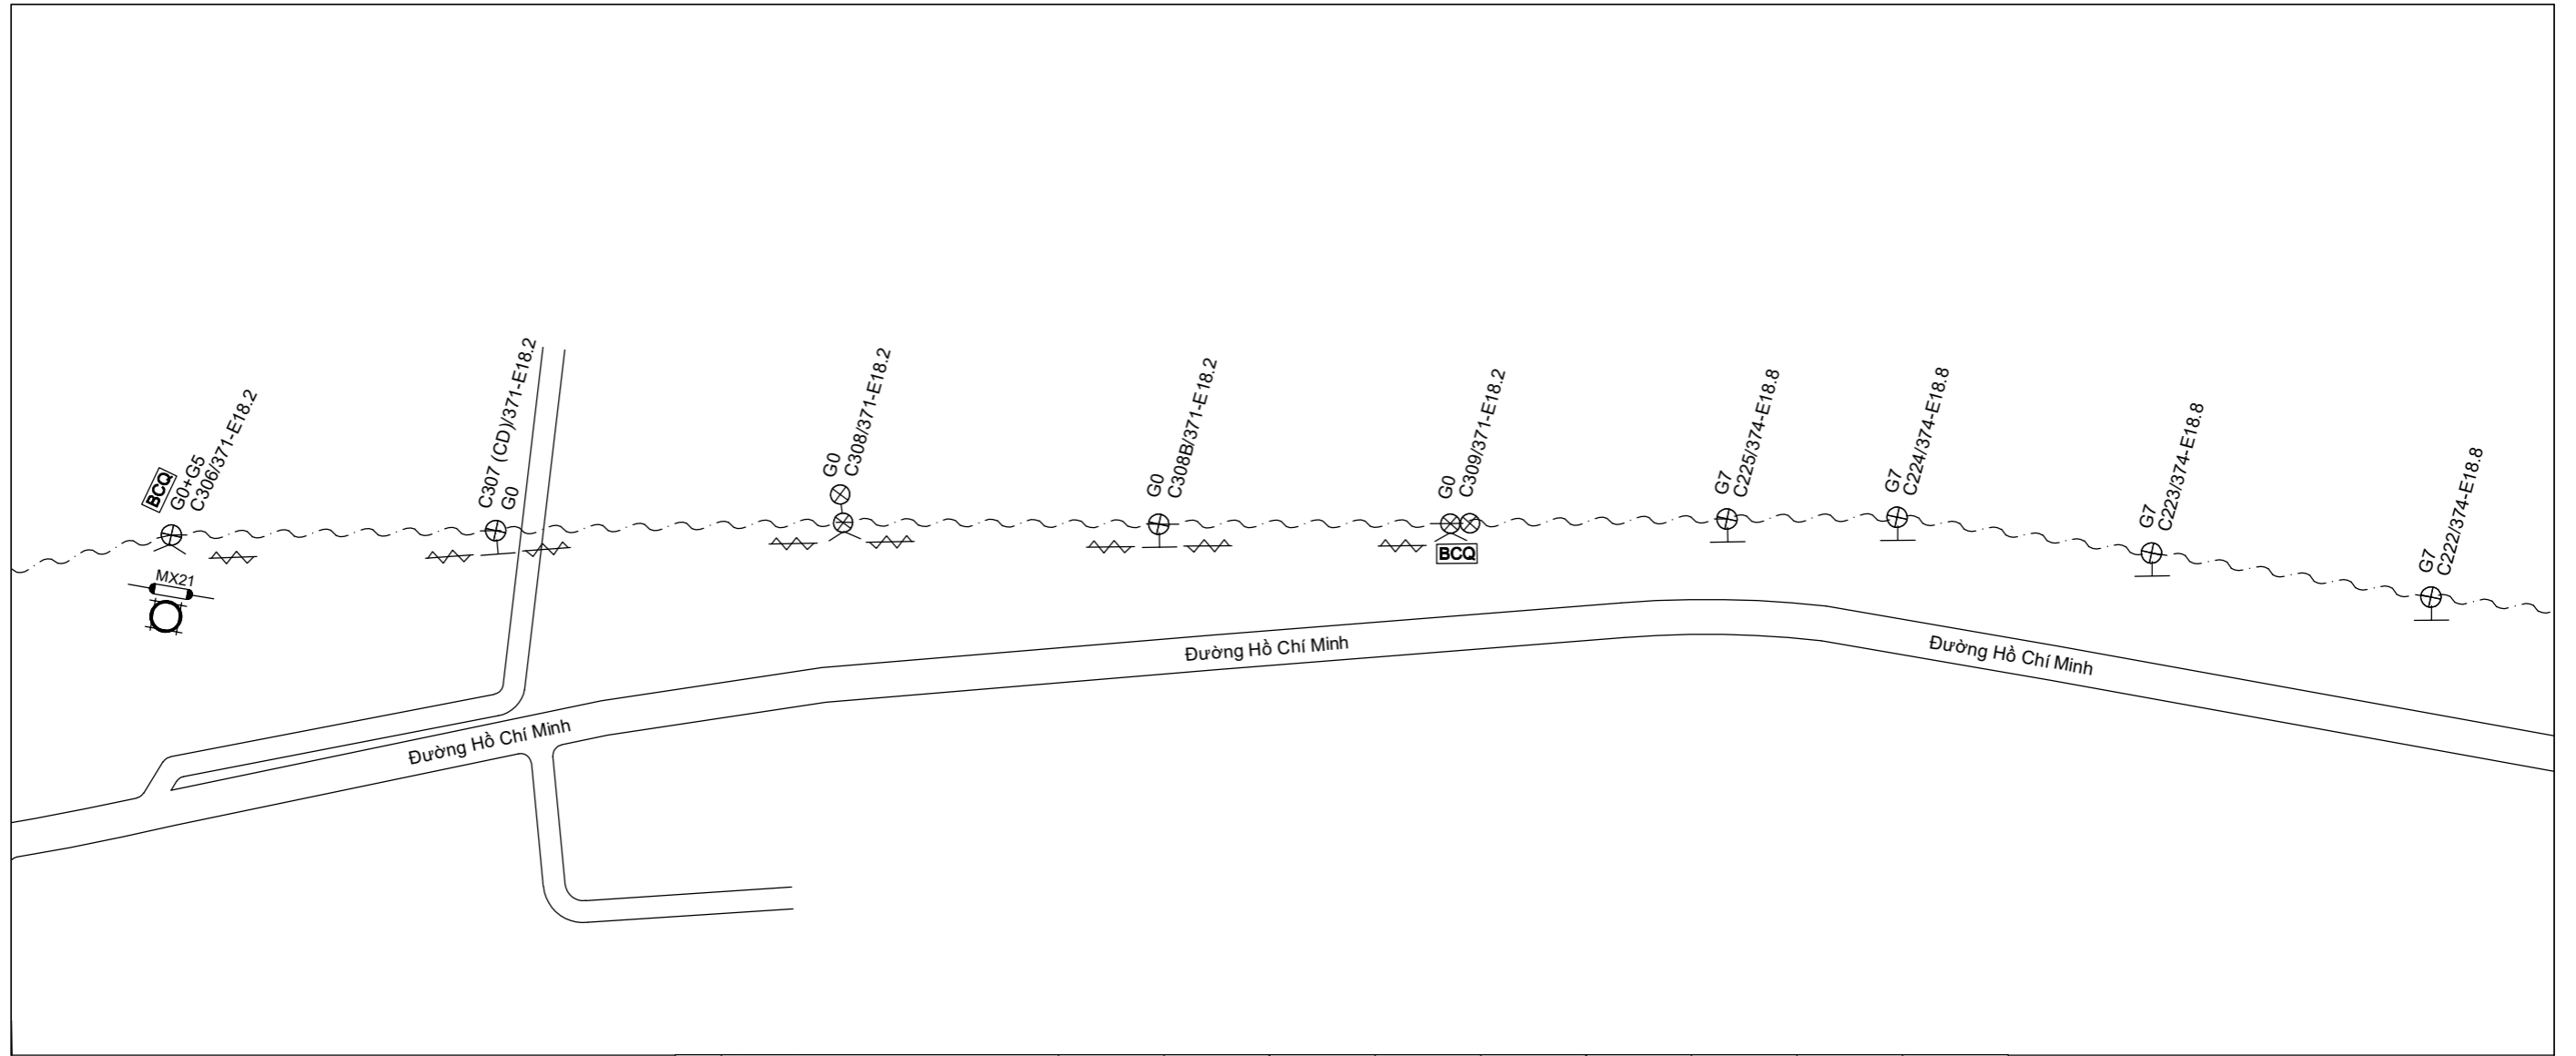 BCQ
G0+G5
C306/371-E18.2
MX21
C307 (CD)/371-E18.2
G0
G0
C308/371-E18.2
G0
C308B/371-E18.2
G0
C309/371-E18.2
BCQ
G7
C225/374-E18.8
G7
C224/374-E18.8
G7
C223/374-E18.8
G7
C222/374-E18.8
Đường Hồ Chí Minh
Đường Hồ Chí Minh
Đường Hồ Chí Minh